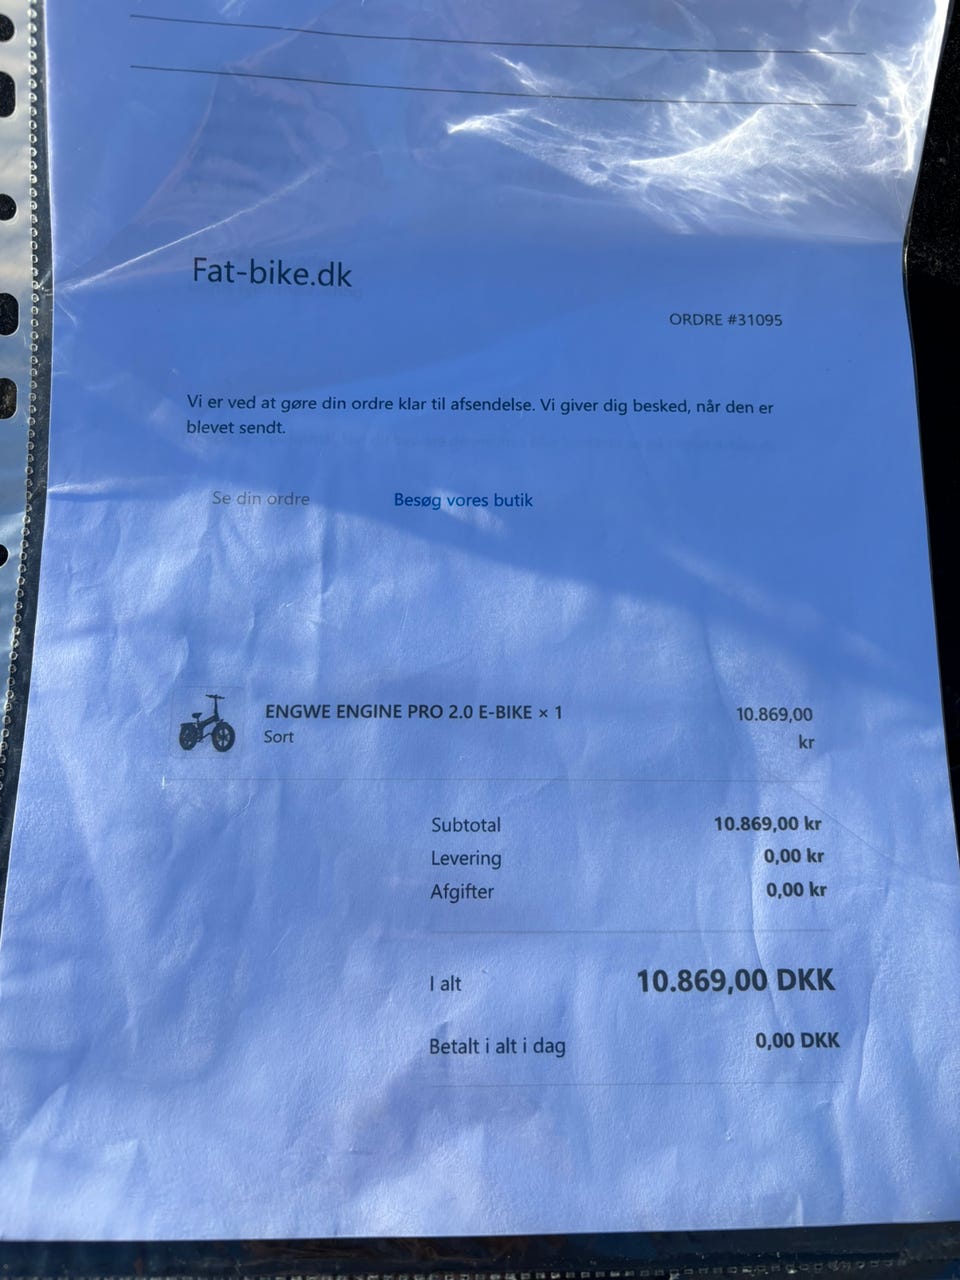 Fat-bike.dk
ORDRE #31095
Vi er ved at gøre din ordre klar til afsendelse. Vi giver dig besked, når den er
blevet sendt.
Se din ordre Besøg vores butik
ENGWE ENGINE PRO 2.0 E-BIKE × 1 10.869,00
Sort kr
Subtotal 10.869,00 kr
Levering 0,00 kr
Afgifter 0,00 kr
I alt 10.869,00 DKK
Betalt i alt i dag 0,00 DKK